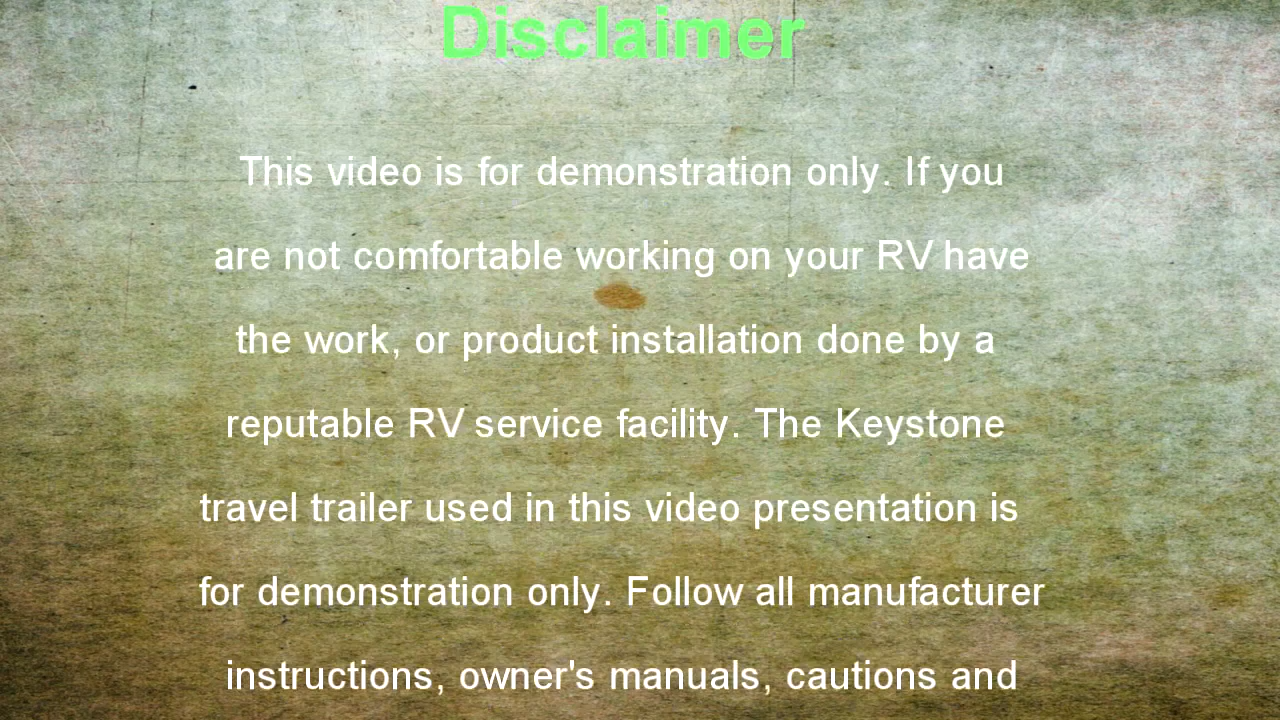 Disclaimer
This video is for demonstration only. If you
are not comfortable working on your RV have
the work, or product installation done by a
reputable RV service facility. The Keystone
travel trailer used in this video presentation is
for demonstration only. Follow all manufacturer
instructions, owner's manuals, cautions and